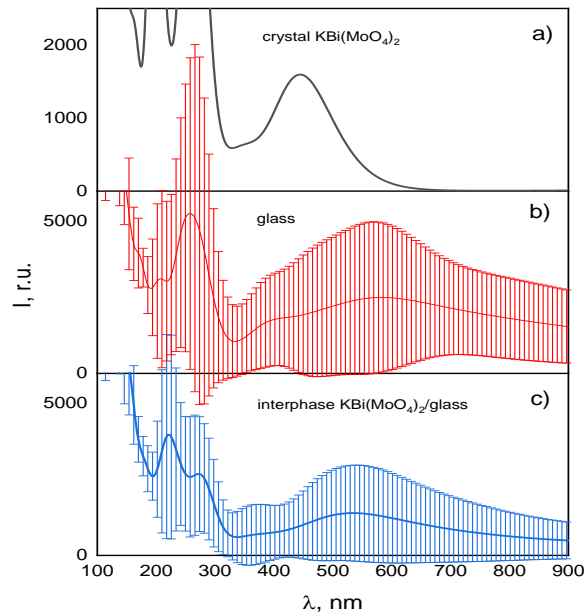 2000
1000
0
crystal KBi(MoO₄)₂
a)
5000
0
glass
b)
5000
0
interphase KBi(MoO₄)₂/glass
c)
I, r.u.
100 200 300 400 500 600 700 800 900
λ, nm